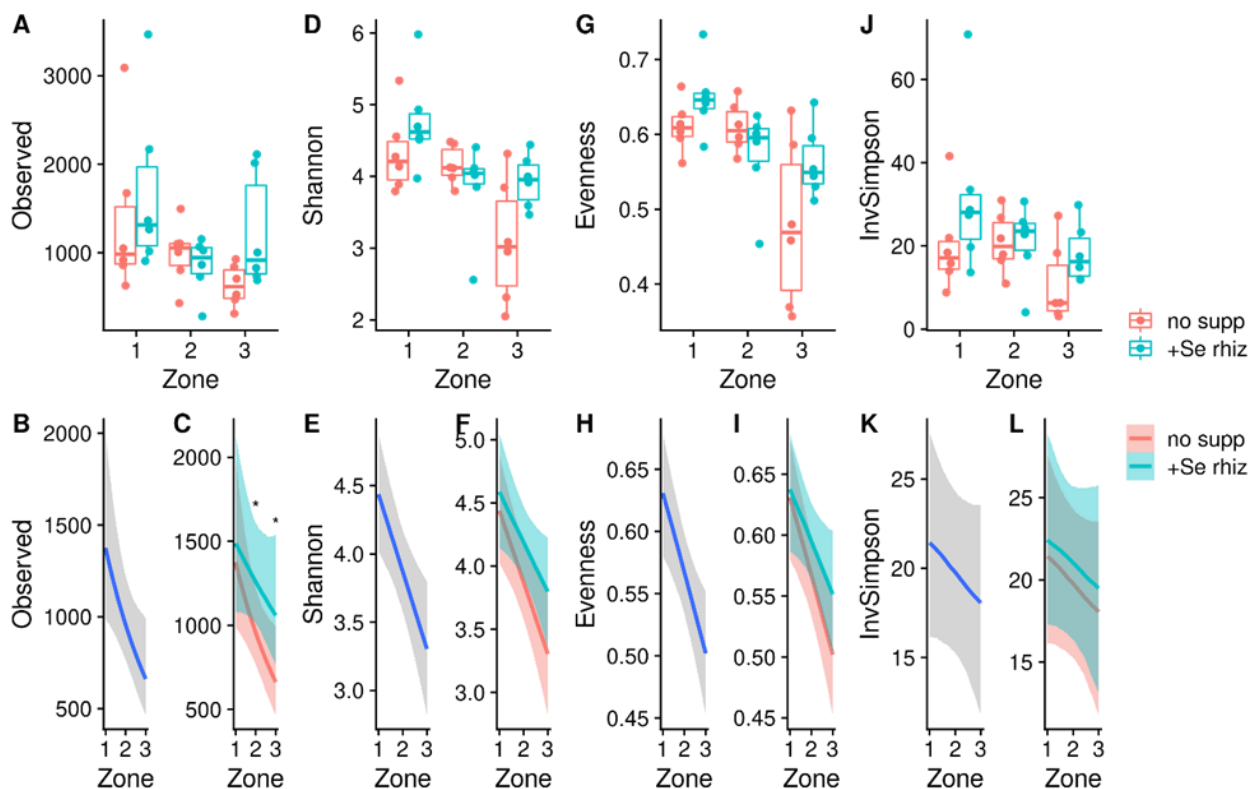 A
Observed
3000
2000
1000
1 2 3
Zone
D
Shannon
6
5
4
3
2
1 2 3
Zone
G
Evenness
0.7
0.6
0.5
0.4
1 2 3
Zone
J
InvSimpson
60
40
20
0
1 2 3
Zone
no supp
+Se rhiz
B
Observed
2000
1500
1000
500
1 2 3
Zone
C
2000
1500
1000
500
* *
1 2 3
Zone
E
Shannon
4.5
4.0
3.5
3.0
1 2 3
Zone
F
5.0
4.5
4.0
3.5
3.0
1 2 3
Zone
H
Evenness
0.65
0.60
0.55
0.50
0.45
1 2 3
Zone
I
0.65
0.60
0.55
0.50
0.45
1 2 3
Zone
K
InvSimpson
25
20
15
1 2 3
Zone
L
25
20
15
1 2 3
Zone
no supp
+Se rhiz